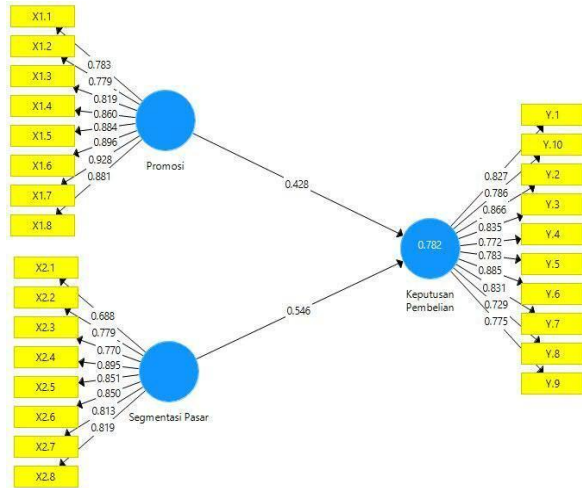 X1.1
X1.2
X1.3
X1.4
X1.5
X1.6
X1.7
X1.8
0.783
0.779
0.819
0.860
0.884
0.896
0.928
0.881
Promosi
0.428
X2.1
X2.2
X2.3
X2.4
X2.5
X2.6
X2.7
X2.8
0.688
0.779
0.770
0.895
0.851
0.850
0.813
0.819
Segmentasi Pasar
0.546
0.782
Keputusan
Pembelian
0.827
0.786
0.866
0.835
0.772
0.783
0.885
0.831
0.729
0.775
Y.1
Y.10
Y.2
Y.3
Y.4
Y.5
Y.6
Y.7
Y.8
Y.9